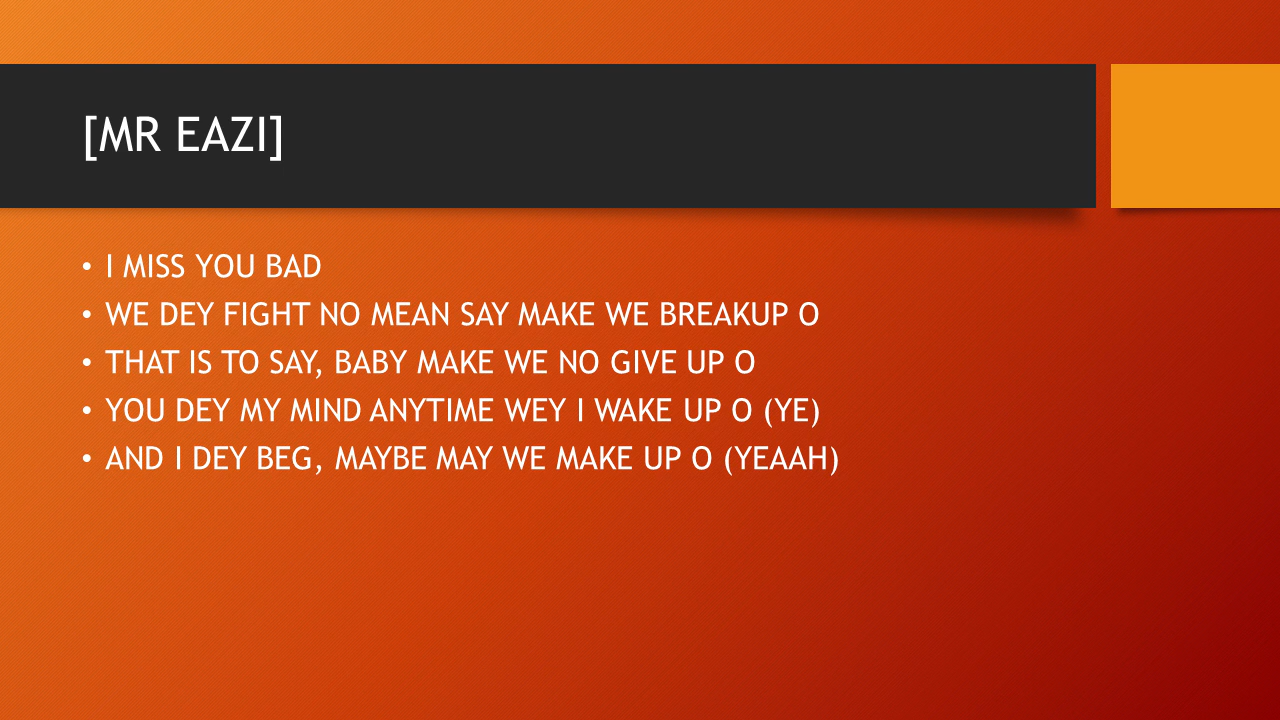 [MR EAZI]
• I MISS YOU BAD
• WE DEY FIGHT NO MEAN SAY MAKE WE BREAKUP O
• THAT IS TO SAY, BABY MAKE WE NO GIVE UP O
• YOU DEY MY MIND ANYTIME WEY I WAKE UP O (YE)
• AND I DEY BEG, MAYBE MAY WE MAKE UP O (YEAAH)